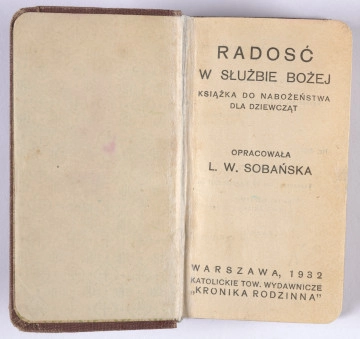 RADOŚĆ
W SŁUŻBIE BOŻEJ
KSIĄŻKA DO NABOŻEŃSTWA
DLA DZIEWCZĄT
OPRACOWAŁA
L. W. SOBAŃSKA
WARSZAWA, 1932
KATOLICKIE TOW. WYDAWNICZE
„KRONIKA RODZINNA"